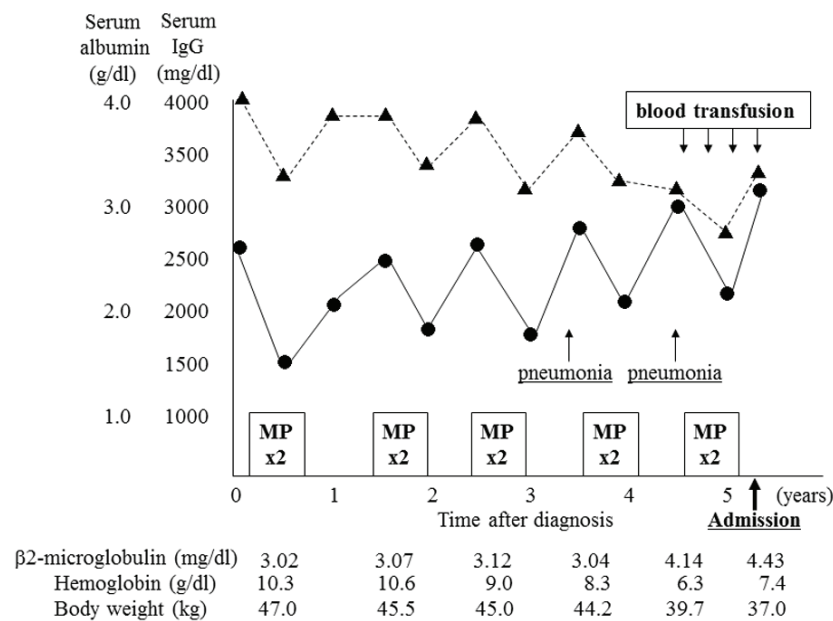 Serum Serum
albumin IgG
(g/dl) (mg/dl)
4.0 4000
3500
3.0 3000
2500
2.0 2000
1500
1.0 1000
blood transfusion
pneumonia pneumonia
MP MP MP MP MP
x2 x2 x2 x2 x2
0 1 2 3 4 5 (years)
Time after diagnosis Admission
β2-microglobulin (mg/dl) 3.02 3.07 3.12 3.04 4.14 4.43
Hemoglobin (g/dl) 10.3 10.6 9.0 8.3 6.3 7.4
Body weight (kg) 47.0 45.5 45.0 44.2 39.7 37.0